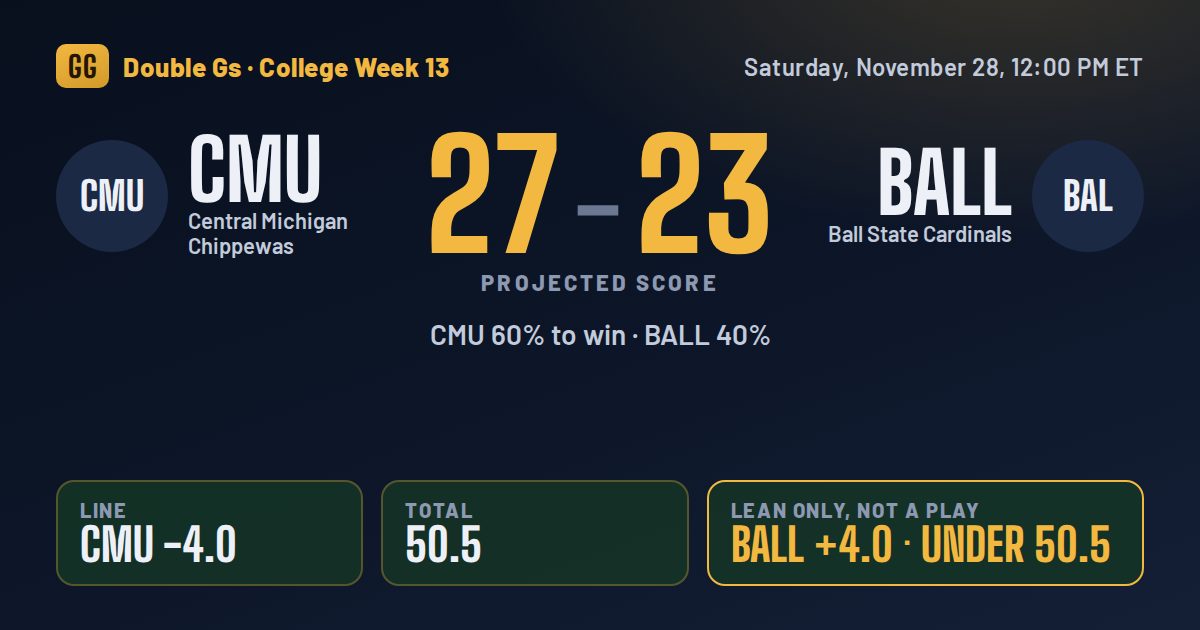 GG
Double Gs · College Week 13
Saturday, November 28, 12:00 PM ET
CMU
CMU
Central Michigan
Chippewas
27 – 23
PROJECTED SCORE
CMU 60% to win · BALL 40%
BALL
Ball State Cardinals
BAL
LINE
CMU −4.0
TOTAL
50.5
LEAN ONLY, NOT A PLAY
BALL +4.0 · UNDER 50.5